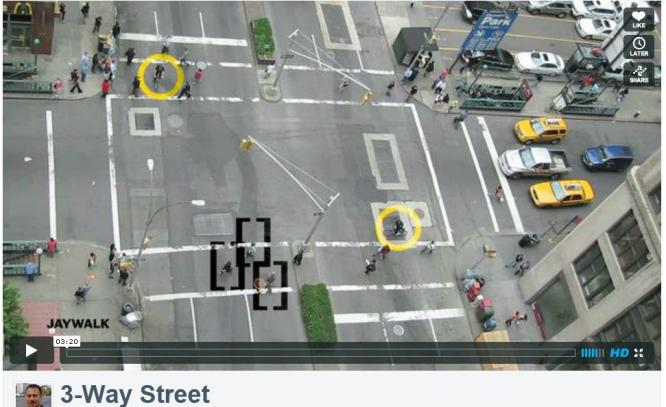 Park
LIKE
LATER
SHARE
JAYWALK
03:20
HD
3-Way Street